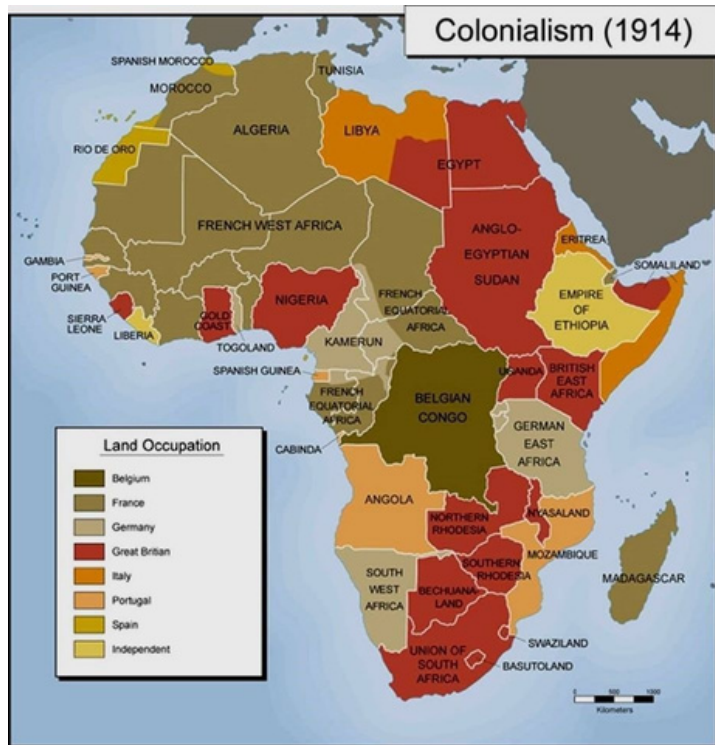 Colonialism (1914)
SPANISH MOROCCO
TUNISIA
MOROCCO
ALGERIA
LIBYA
EGYPT
RIO DE ORO
FRENCH WEST AFRICA
ANGLO-
EGYPTIAN
SUDAN
ERITREA
SOMALILAND
GAMBIA
PORT
GUINEA
SIERRA
LEONE
LIBERIA
GOLD
COAST
TOGOLAND
NIGERIA
KAMERUN
FRENCH
EQUATORIAL
AFRICA
EMPIRE
OF
ETHIOPIA
SPANISH GUINEA
FRENCH
EQUATORIAL
AFRICA
CABINDA
BELGIAN
CONGO
UGANDA
BRITISH
EAST
AFRICA
GERMAN
EAST
AFRICA
ANGOLA
NORTHERN
RHODESIA
NYASALAND
MOZAMBIQUE
SOUTHERN
RHODESIA
MADAGASCAR
SOUTH
WEST
AFRICA
BECHUANA-
LAND
SWAZILAND
BASUTOLAND
UNION OF
SOUTH
AFRICA
Land Occupation
Belgium
France
Germany
Great Britian
Italy
Portugal
Spain
Independent
0 500 1000
Kilometers